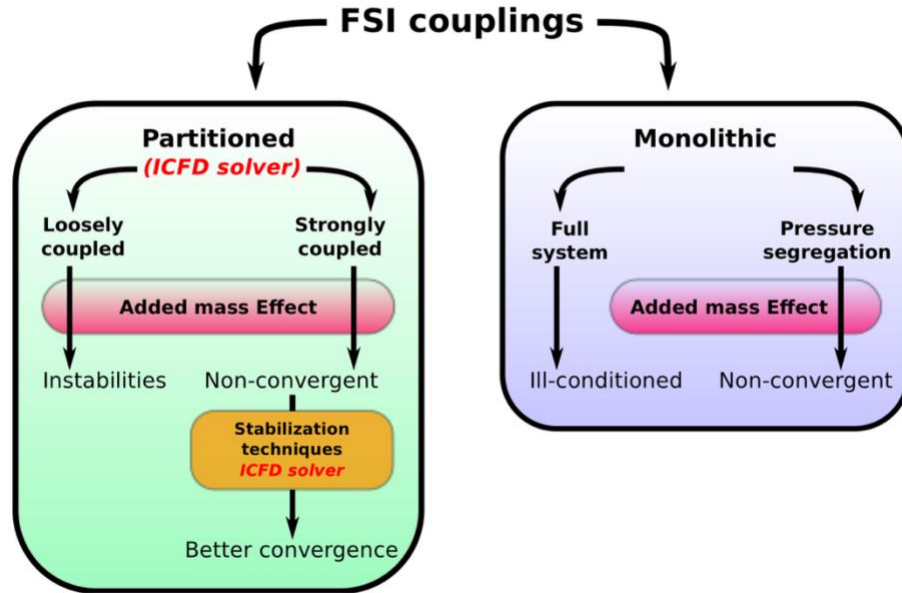 FSI couplings
Partitioned
(ICFD solver)
Loosely
coupled
Strongly
coupled
Added mass Effect
Instabilities
Non-convergent
Stabilization
techniques
ICFD solver
Better convergence
Monolithic
Full
system
Pressure
segregation
Added mass Effect
Ill-conditioned
Non-convergent